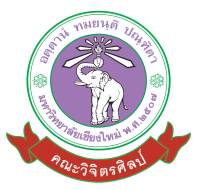 อตฺตานํ ทมยนฺติ ปณฺฑิตา
มหาวิทยาลัยเชียงใหม่ พ.ศ.๒๕๐๗
คณะวิจิตรศิลป์